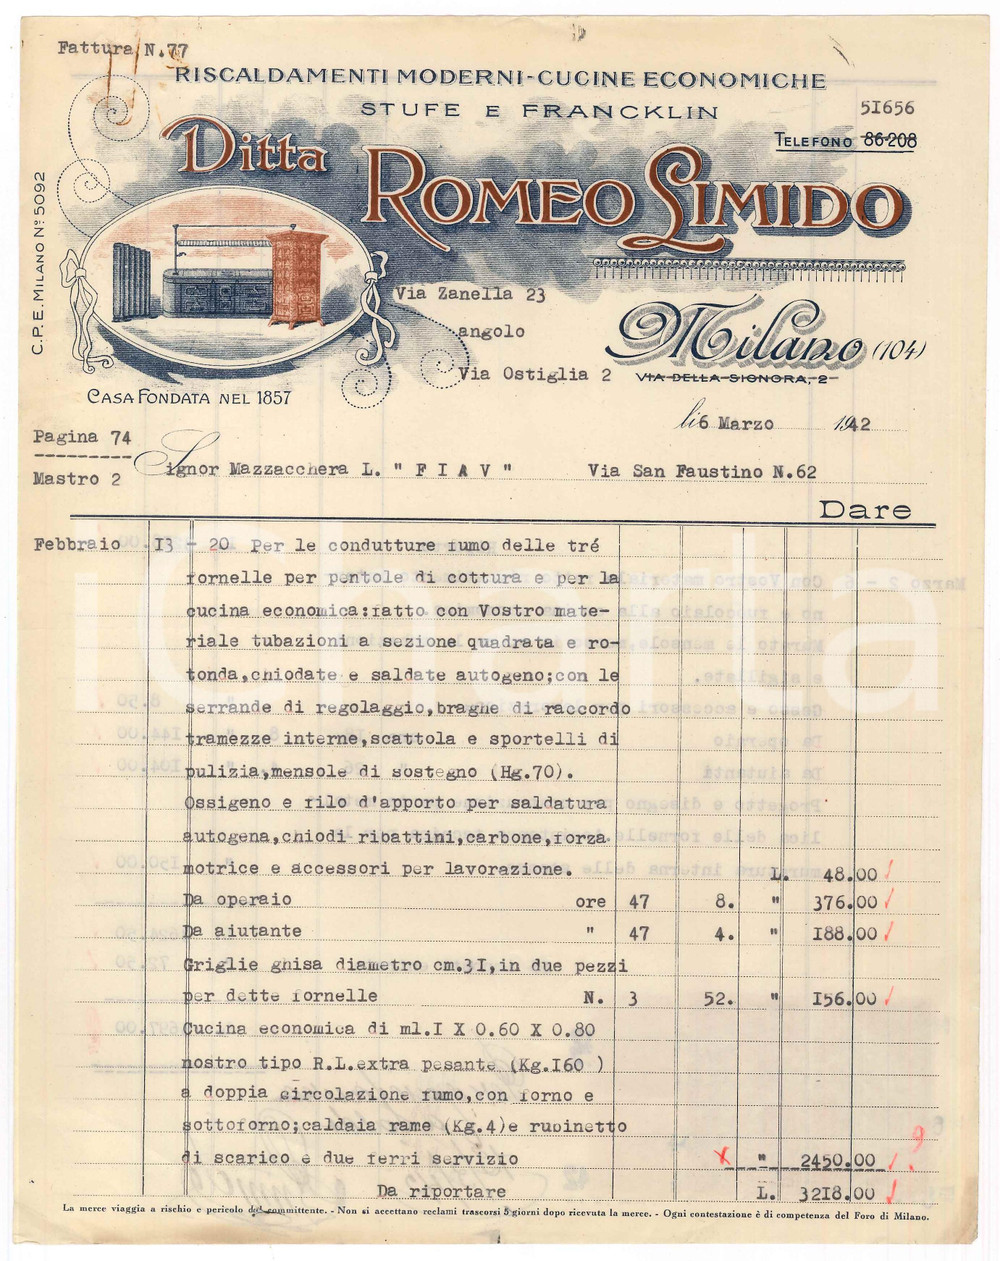 Fattura N.77
RISCALDAMENTI MODERNI-CUCINE ECONOMICHE
STUFE E FRANCKLIN
51656
TELEFONO 86-208
Ditta ROMEO LIMIDO
C.P.E. MILANO Nº 5092
Via Zanella 23
angolo
Via Ostiglia 2
Milano (104)
VIA DELLA SIGNORA, 2
CASA FONDATA NEL 1857
li 6 Marzo 1942
Pagina 74
Mastro 2
Signor Mazzacchera L. " F I A V " Via San Faustino N.62
Dare
Febbraio 13 - 20 Per le condutture fumo delle tré
fornelle per pentole di cottura e per la
cucina economica:fatto con Vostro mate-
riale tubazioni a sezione quadrata e ro-
tonda,chiodate e saldate autogeno;con le
serrande di regolaggio,braghe di raccordo
tramezze interne,scattola e sportelli di
pulizia,mensole di sostegno (Hg.70).
Ossigeno e filo d'apporto per saldatura
autogena,chiodi ribattini,carbone,forza
motrice e accessori per lavorazione. L. 48.00
Da operaio ore 47 8. " 376.00
Da aiutante " 47 4. " 188.00
Griglie ghisa diametro cm.3I,in due pezzi
per dette fornelle N. 3 52. " 156.00
Cucina economica di ml.I X 0.60 X 0.80
nostro tipo R.L.extra pesante (Kg.I60 )
a doppia circolazione fumo,con forno e
sottoforno;caldaia rame (Kg.4)e rubinetto
di scarico e due ferri servizio " 2450.00
Da riportare L. 3218.00
La merce viaggia a rischio e pericolo del committente. - Non si accettano reclami trascorsi 5 giorni dopo ricevuta la merce. - Ogni contestazione è di competenza del Foro di Milano.